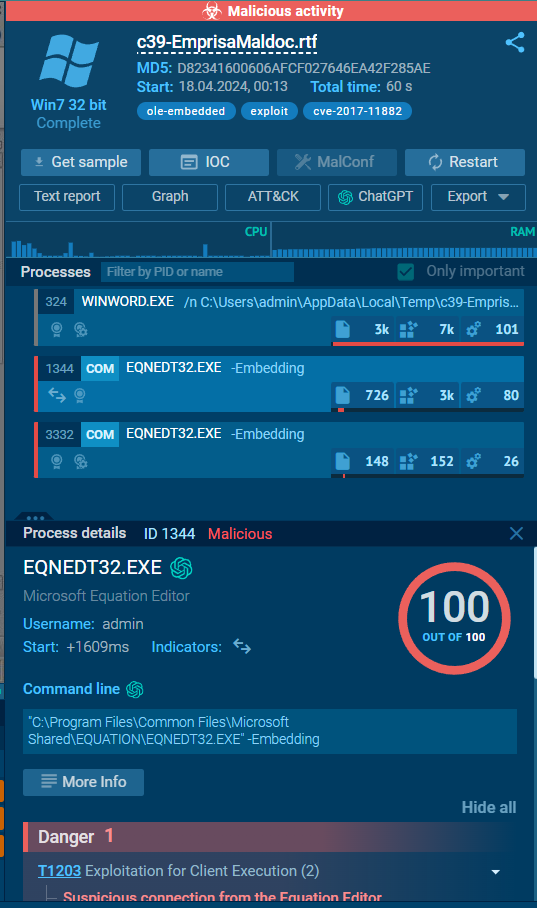 Malicious activity
c39-EmprisaMaldoc.rtf
MD5: D82341600606AFCF027646EA42F285AE
Start: 18.04.2024, 00:13 Total time: 60 s
Win7 32 bit
Complete
ole-embedded exploit cve-2017-11882
Get sample IOC MalConf Restart
Text report Graph ATT&CK ChatGPT Export
CPU RAM
Processes Filter by PID or name Only important
324 WINWORD.EXE /n C:\Users\admin\AppData\Local\Temp\c39-Empris...
3k 7k 101
1344 COM EQNEDT32.EXE -Embedding
726 3k 80
3332 COM EQNEDT32.EXE -Embedding
148 152 26
Process details ID 1344 Malicious
EQNEDT32.EXE
Microsoft Equation Editor
100
OUT OF 100
Username: admin
Start: +1609ms Indicators:
Command line
"C:\Program Files\Common Files\Microsoft
Shared\EQUATION\EQNEDT32.EXE" -Embedding
More Info
Hide all
Danger 1
T1203 Exploitation for Client Execution (2)
Suspicious connection from the Equation Editor